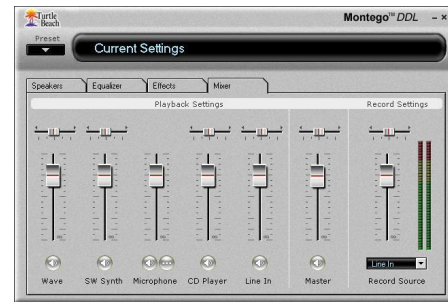 Turtle Beach
Montego™ DDL
Preset
Current Settings
Speakers
Equalizer
Effects
Mixer
Playback Settings
Record Settings
Line In
Wave
SW Synth
Microphone
CD Player
Line In
Master
Record Source